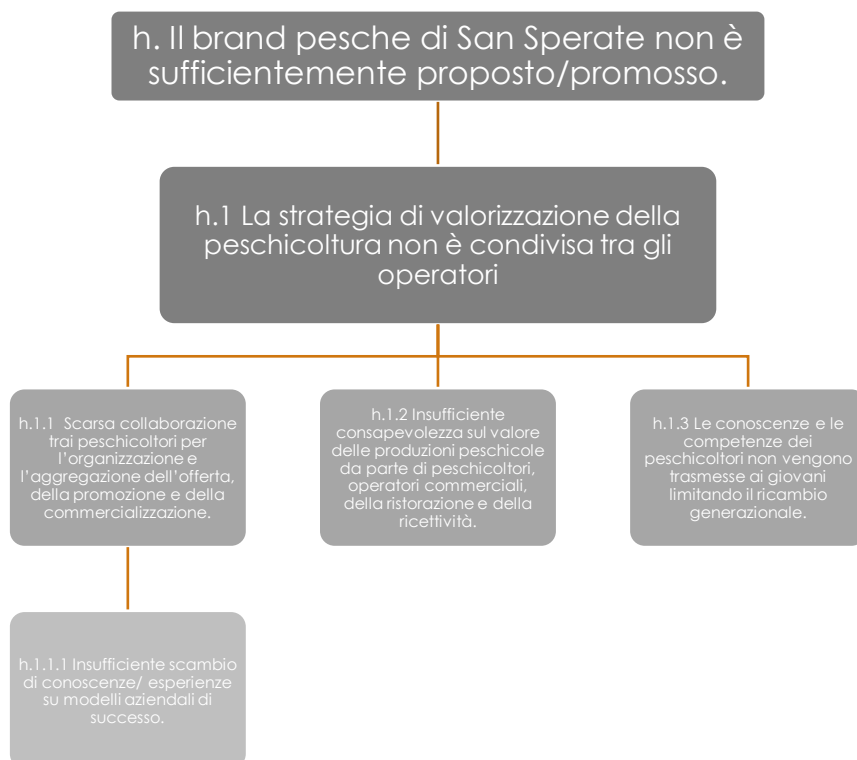 h. Il brand pesche di San Sperate non è
sufficientemente proposto/promosso.
h.1 La strategia di valorizzazione della
peschicoltura non è condivisa tra gli
operatori
h.1.1 Scarsa collaborazione
trai peschicoltori per
l'organizzazione e
l'aggregazione dell'offerta,
della promozione e della
commercializzazione.
h.1.2 Insufficiente
consapevolezza sul valore
delle produzioni peschicole
da parte di peschicoltori,
operatori commerciali,
della ristorazione e della
ricettività.
h.1.3 Le conoscenze e le
competenze dei
peschicoltori non vengono
trasmesse ai giovani
limitando il ricambio
generazionale.
h.1.1.1 Insufficiente scambio
di conoscenze/ esperienze
su modelli aziendali di
successo.